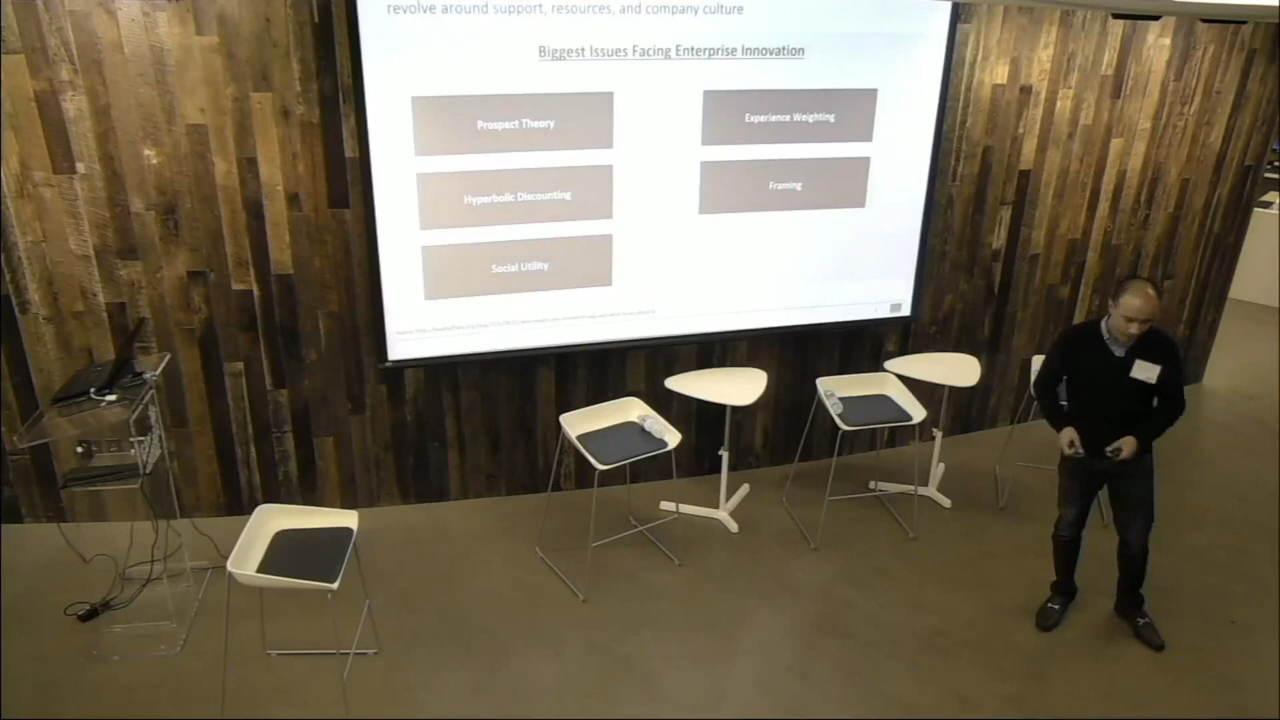 revolve around support, resources, and company culture
Biggest Issues Facing Enterprise Innovation
Prospect Theory
Experience Weighting
Hyperbolic Discounting
Framing
Social Utility